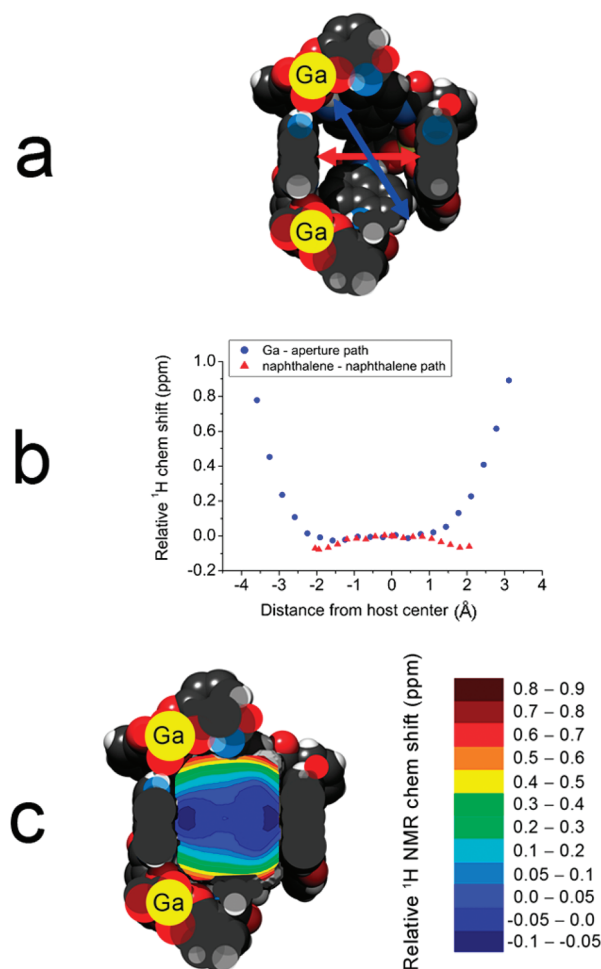 a
Ga
Ga
b
Ga - aperture path
naphthalene - naphthalene path
Relative ¹H chem shift (ppm)
1.0
0.8
0.6
0.4
0.2
0.0
-0.2
-4 -3 -2 -1 0 1 2 3 4
Distance from host center (Å)
c
Ga
Ga
Relative ¹H NMR chem shift (ppm)
0.8 – 0.9
0.7 – 0.8
0.6 – 0.7
0.5 – 0.6
0.4 – 0.5
0.3 – 0.4
0.2 – 0.3
0.1 – 0.2
0.05 – 0.1
0.0 – 0.05
-0.05 – 0.0
-0.1 – -0.05